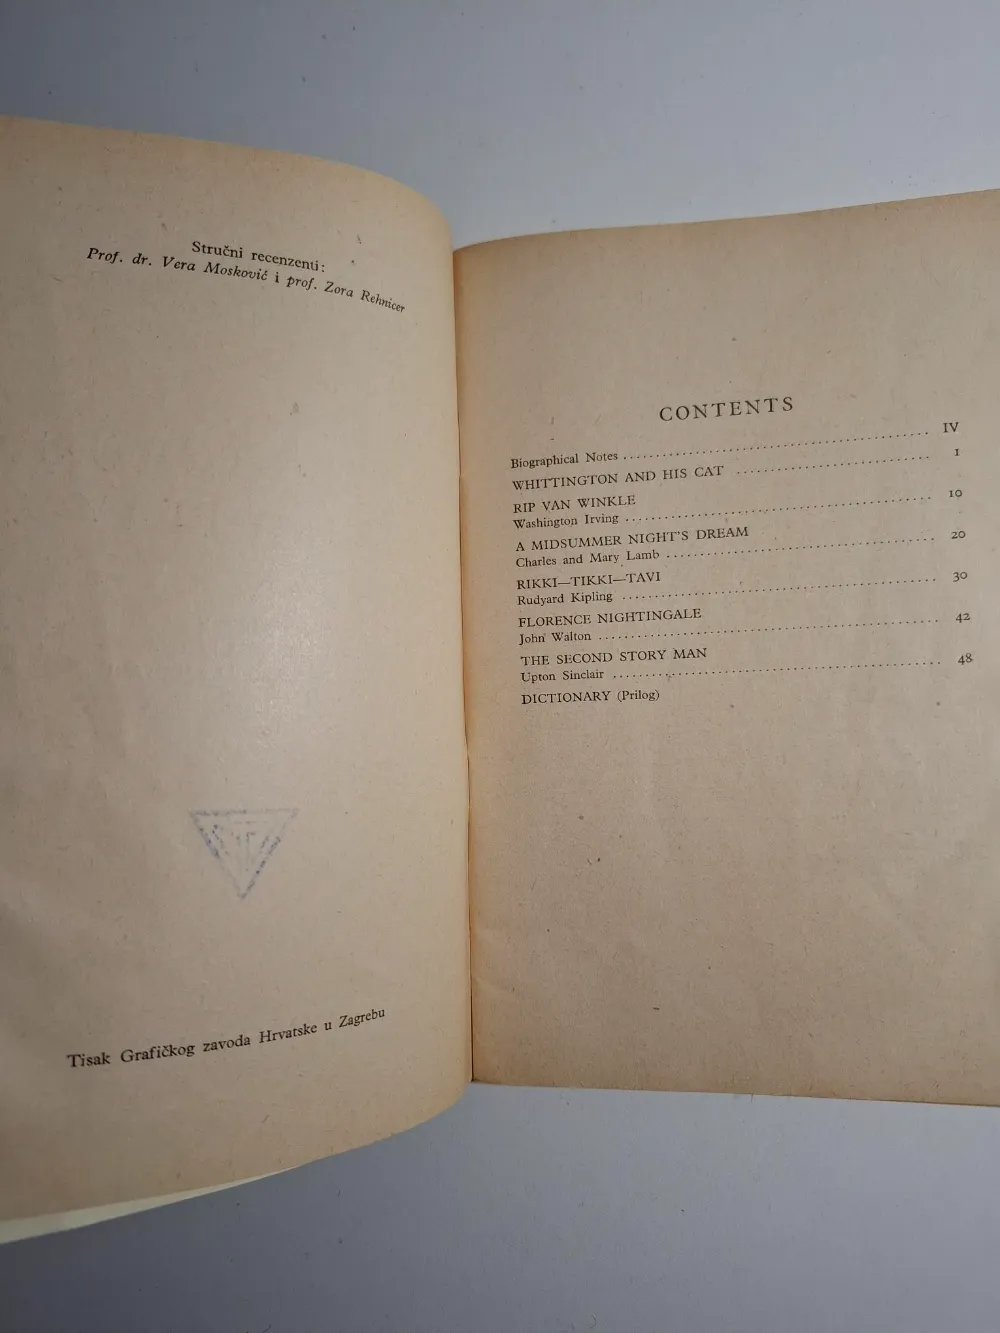 Stručni recenzenti:
Prof. dr. Vera Mosković i prof. Zora Rehnicer
Tisak Grafičkog zavoda Hrvatske u Zagrebu
CONTENTS
Biographical Notes . . . . . . . . . . . . . . . . . . . . . . . . . . . . . . . . . . . . . . . . IV
WHITTINGTON AND HIS CAT . . . . . . . . . . . . . . . . . . . . . . . . . 1
RIP VAN WINKLE
Washington Irving . . . . . . . . . . . . . . . . . . . . . . . . . . . . . . . . . . . . . . . . 10
A MIDSUMMER NIGHT'S DREAM
Charles and Mary Lamb . . . . . . . . . . . . . . . . . . . . . . . . . . . . . . . . . . 20
RIKKI—TIKKI—TAVI
Rudyard Kipling . . . . . . . . . . . . . . . . . . . . . . . . . . . . . . . . . . . . . . . . 30
FLORENCE NIGHTINGALE
John Walton . . . . . . . . . . . . . . . . . . . . . . . . . . . . . . . . . . . . . . . . . . . . 42
THE SECOND STORY MAN
Upton Sinclair . . . . . . . . . . . . . . . . . . . . . . . . . . . . . . . . . . . . . . . . . . 48
DICTIONARY (Prilog)